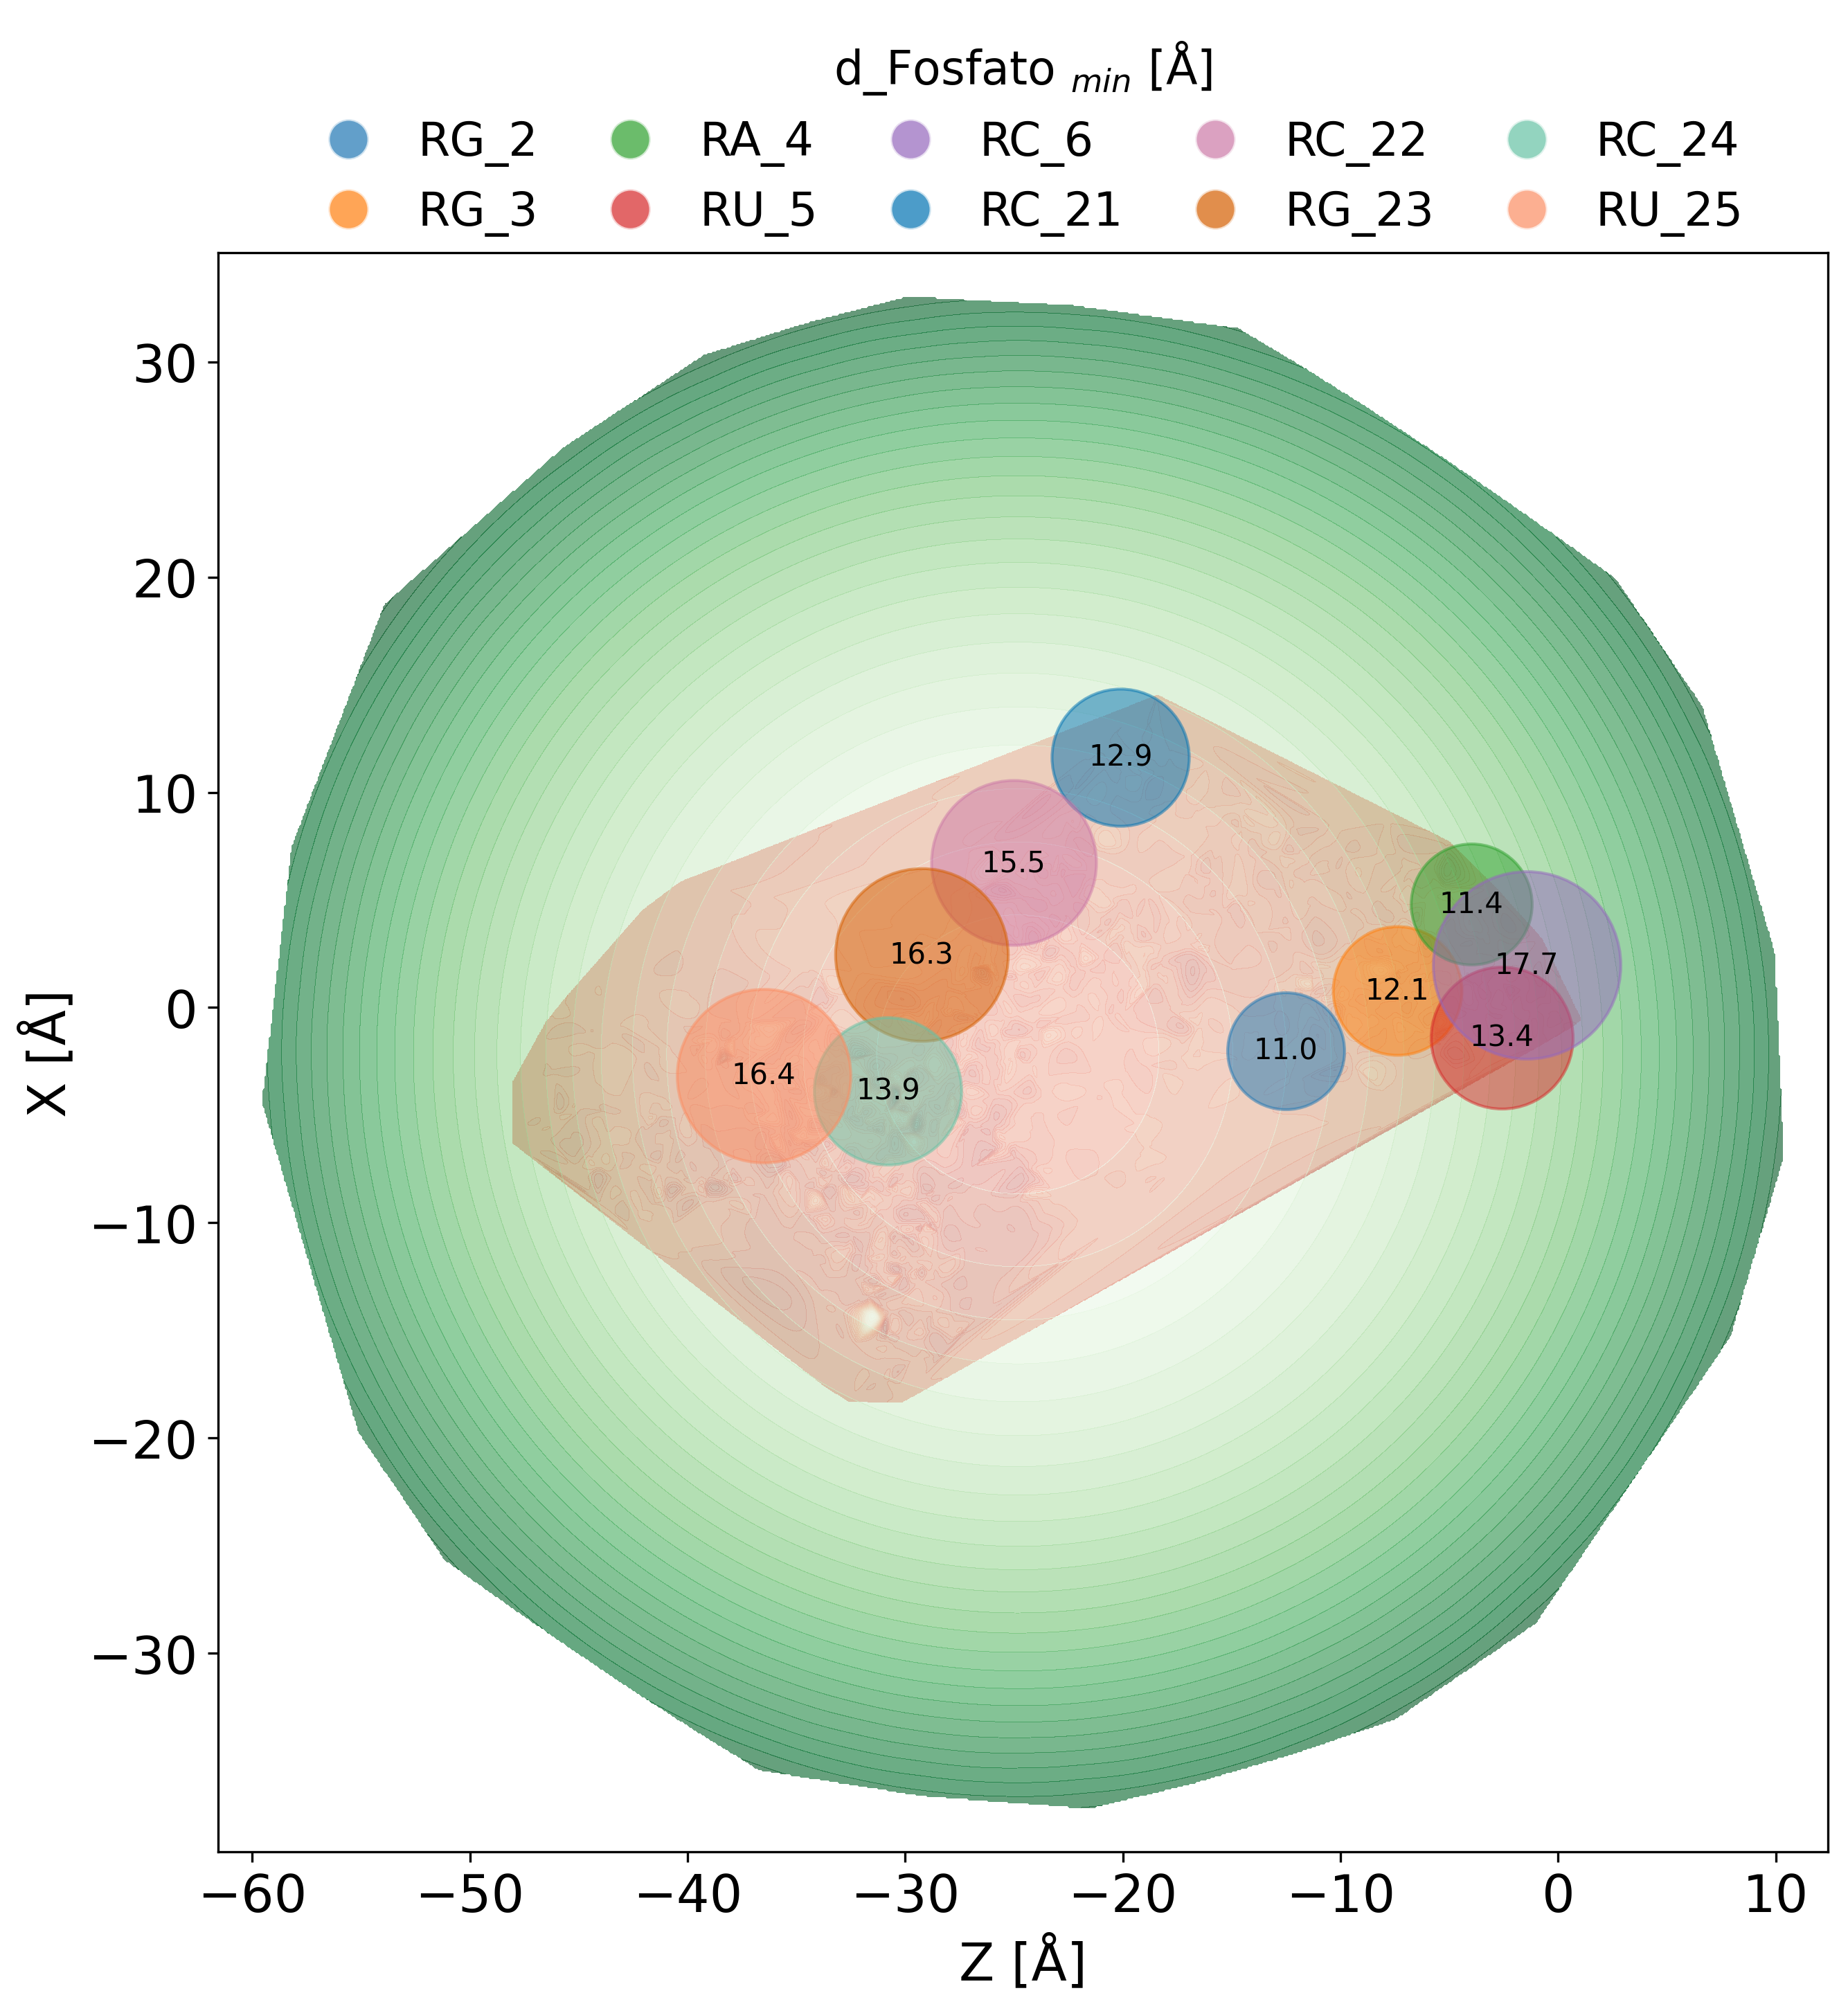 d_Fosfato min [Å]
RG_2 RA_4 RC_6 RC_22 RC_24
RG_3 RU_5 RC_21 RG_23 RU_25
X [Å]
30
20
10
0
−10
−20
−30
12.9
15.5
11.4
16.3
17.7
12.1
13.4
11.0
16.4
13.9
−60 −50 −40 −30 −20 −10 0 10
Z [Å]